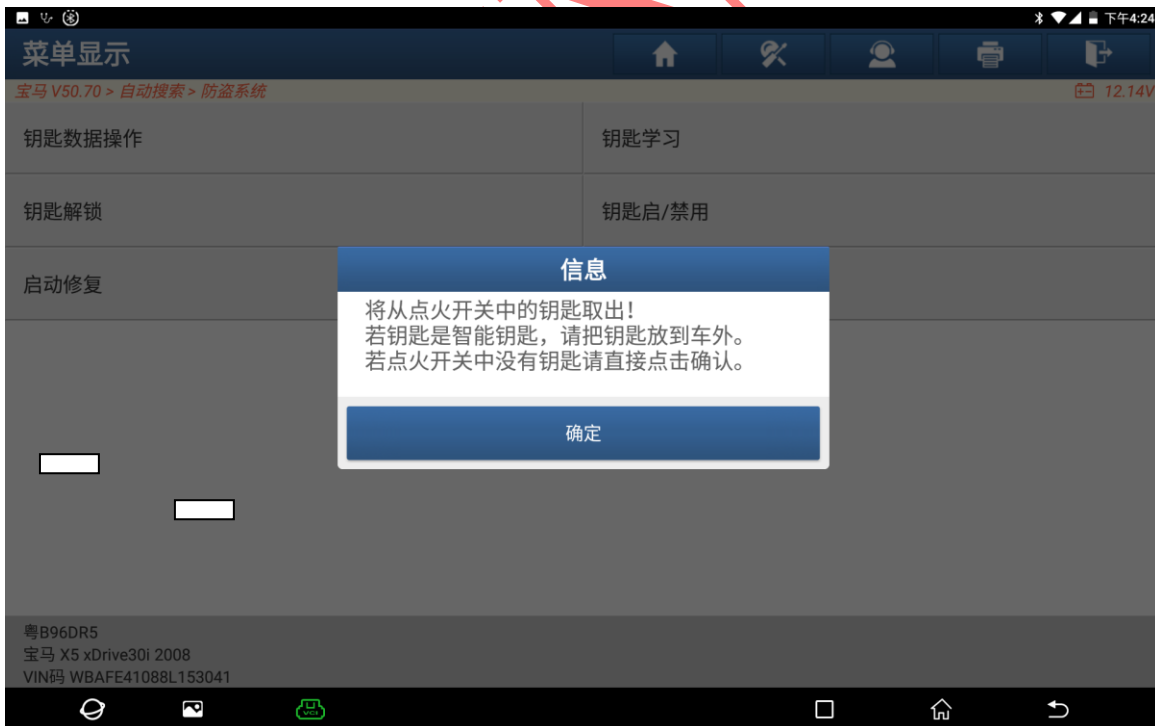 下午4:24
菜单显示
宝马 V50.70 > 自动搜索 > 防盗系统
12.14V
钥匙数据操作
钥匙学习
钥匙解锁
钥匙启/禁用
启动修复
信息
将从点火开关中的钥匙取出！
若钥匙是智能钥匙，请把钥匙放到车外。
若点火开关中没有钥匙请直接点击确认。
确定
粤B96DR5
宝马 X5 xDrive30i 2008
VIN码 WBAFE41088L153041
VCI